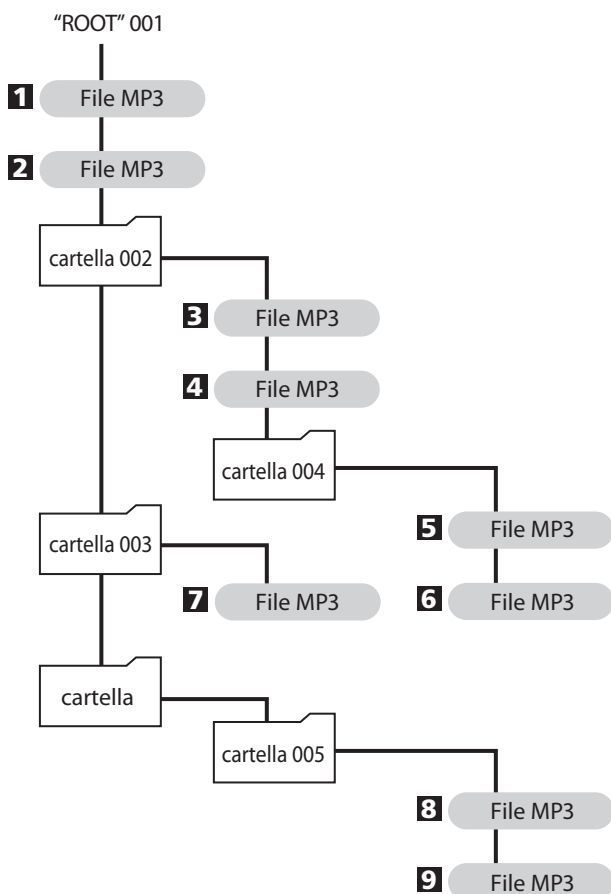 “ROOT” 001
1 File MP3
2 File MP3
cartella 002
3 File MP3
4 File MP3
cartella 004
5 File MP3
6 File MP3
cartella 003
7 File MP3
cartella
cartella 005
8 File MP3
9 File MP3